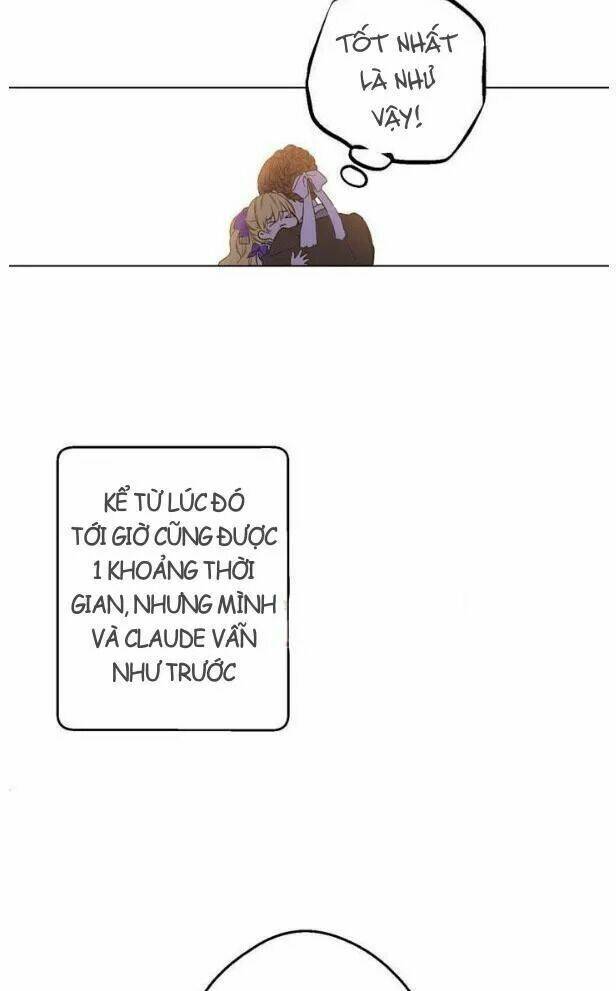 TỐT NHẤT
LÀ NHƯ
VẬY!
KỂ TỪ LÚC ĐÓ
TỚI GIỜ CŨNG ĐƯỢC
1 KHOẢNG THỜI
GIAN, NHƯNG MÌNH
VÀ CLAUDE VẪN
NHƯ TRƯỚC